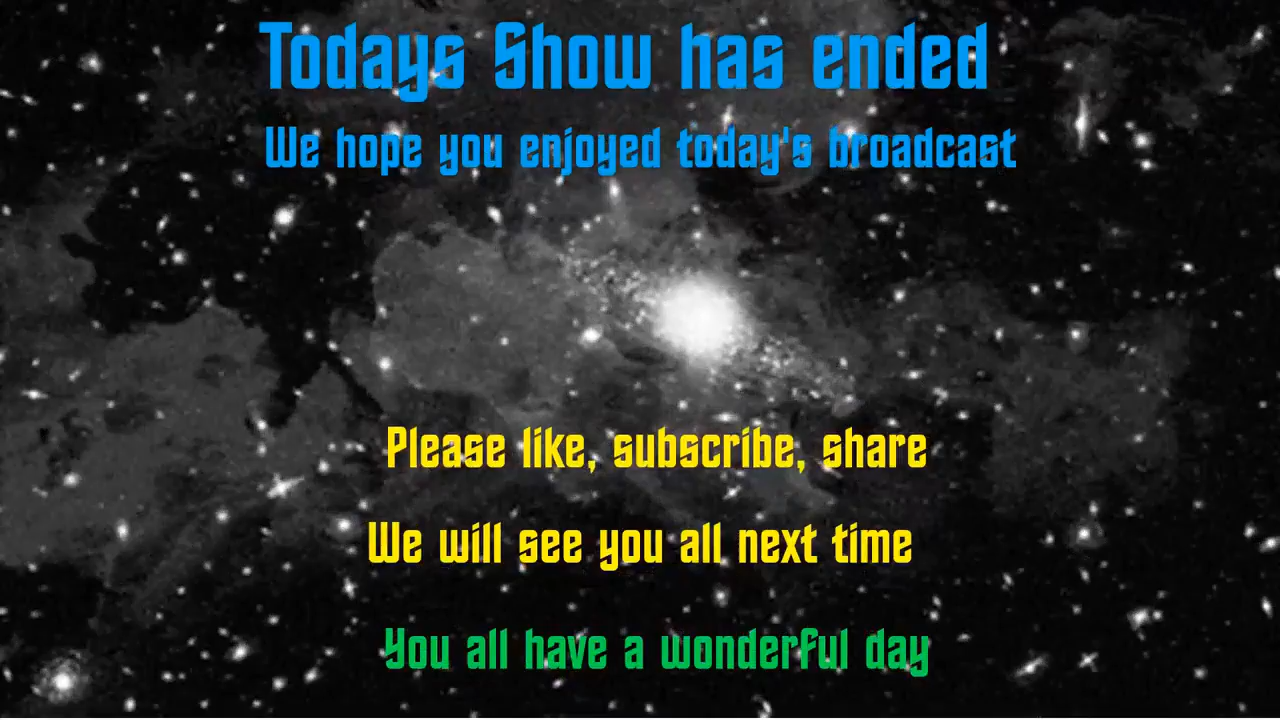 Todays Show has ended
We hope you enjoyed today's broadcast
Please like, subscribe, share
We will see you all next time
You all have a wonderful day